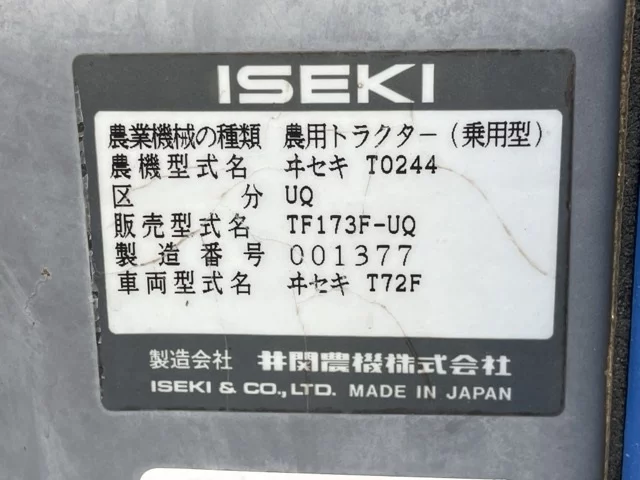 ISEKI
農業機械の種類 農用トラクター(乗用型)
農機型式名 ヰセキ TO244
区分 UQ
販売型式名 TF173F-UQ
製造番号 001377
車両型式名 ヰセキ T72F
製造会社 井関農機株式会社
ISEKI & CO., LTD. MADE IN JAPAN